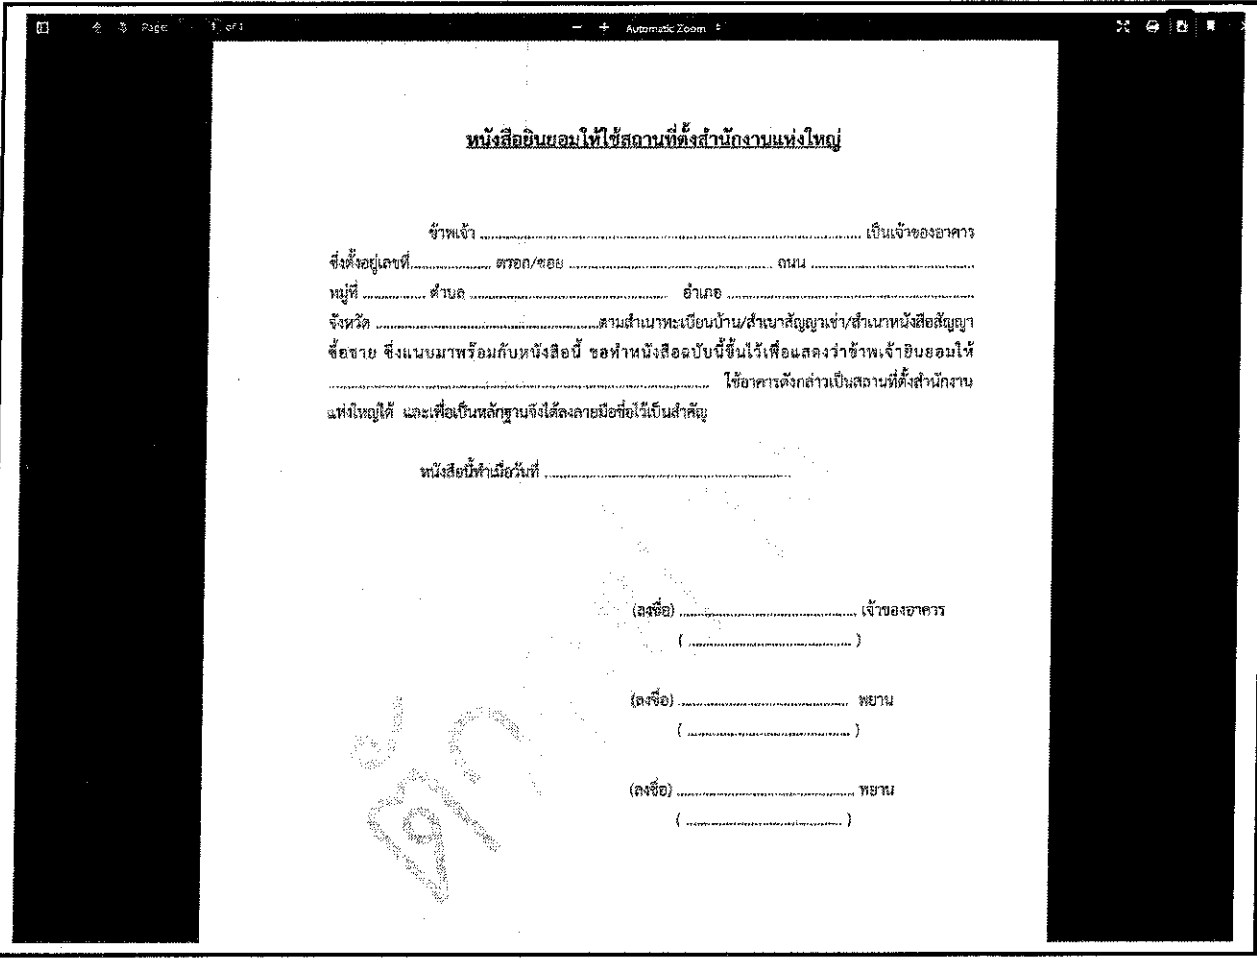 Page 1 of 1 Automatic Zoom
หนังสือยินยอมให้ใช้สถานที่ตั้งสำนักงานแห่งใหญ่
ข้าพเจ้า ........................................ เป็นเจ้าของอาคาร
ซึ่งตั้งอยู่เลขที่.................... ตรอก/ซอย .................... ถนน ....................
หมู่ที่ ............... ตำบล .................... อำเภอ ....................
จังหวัด ....................ตามสำเนาทะเบียนบ้าน/สำเนาสัญญาเช่า/สำเนาหนังสือสัญญา
ซื้อขาย ซึ่งแนบมาพร้อมกับหนังสือนี้ ขอทำหนังสือฉบับนี้ขึ้นไว้เพื่อแสดงว่าข้าพเจ้ายินยอมให้
........................................ ใช้อาคารดังกล่าวเป็นสถานที่ตั้งสำนักงาน
แห่งใหญ่ได้ และเพื่อเป็นหลักฐานจึงได้ลงลายมือชื่อไว้เป็นสำคัญ
หนังสือนี้ทำเมื่อวันที่ ........................................
(ลงชื่อ) .............................. เจ้าของอาคาร
( .............................. )
(ลงชื่อ) .............................. พยาน
( .............................. )
(ลงชื่อ) .............................. พยาน
( .............................. )